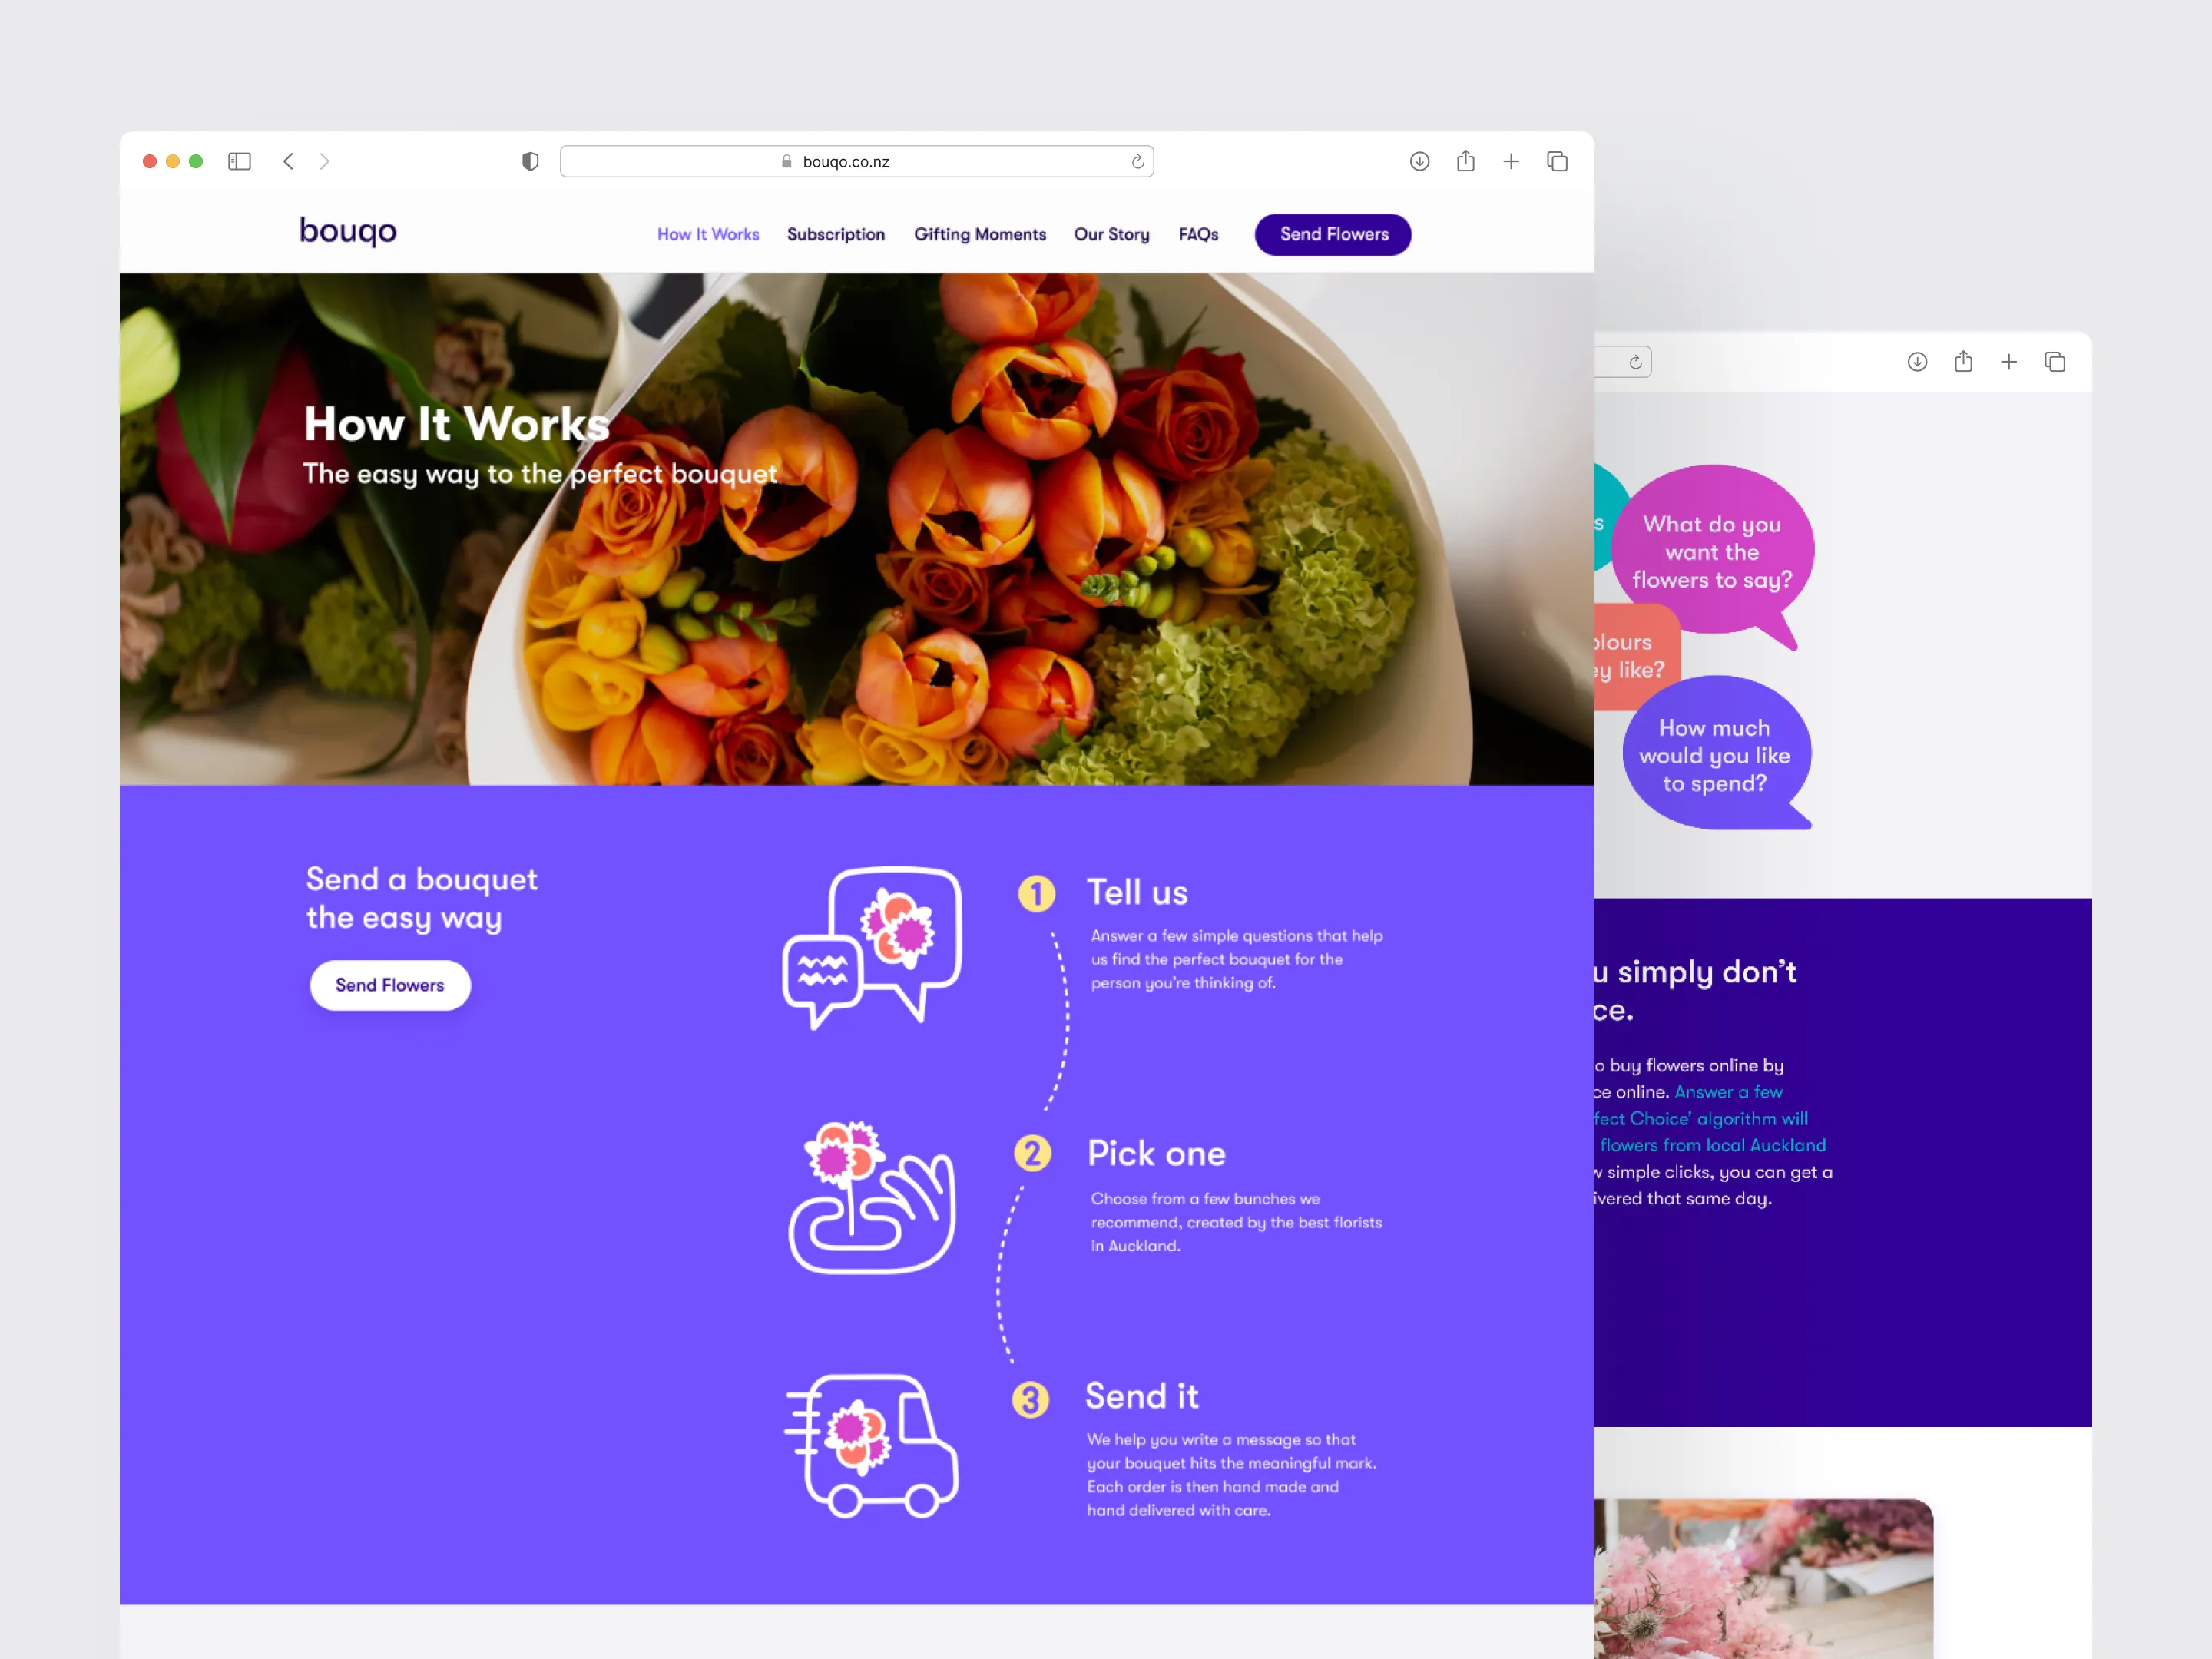 bouqo.co.nz
bouqo
How It Works
Subscription
Gifting Moments
Our Story
FAQs
Send Flowers
How It Works
The easy way to the perfect bouquet
Send a bouquet
the easy way
Send Flowers
1
Tell us
Answer a few simple questions that help
us find the perfect bouquet for the
person you're thinking of.
2
Pick one
Choose from a few bunches we
recommend, created by the best florists
in Auckland.
3
Send it
We help you write a message so that
your bouquet hits the meaningful mark.
Each order is then hand made and
hand delivered with care.
What do you
want the
flowers to say?
like?
How much
would you like
to spend?
simply don't
buy flowers online by
online. Answer a few
Choice' algorithm will
flowers from local Auckland
simple clicks, you can get a
that same day.